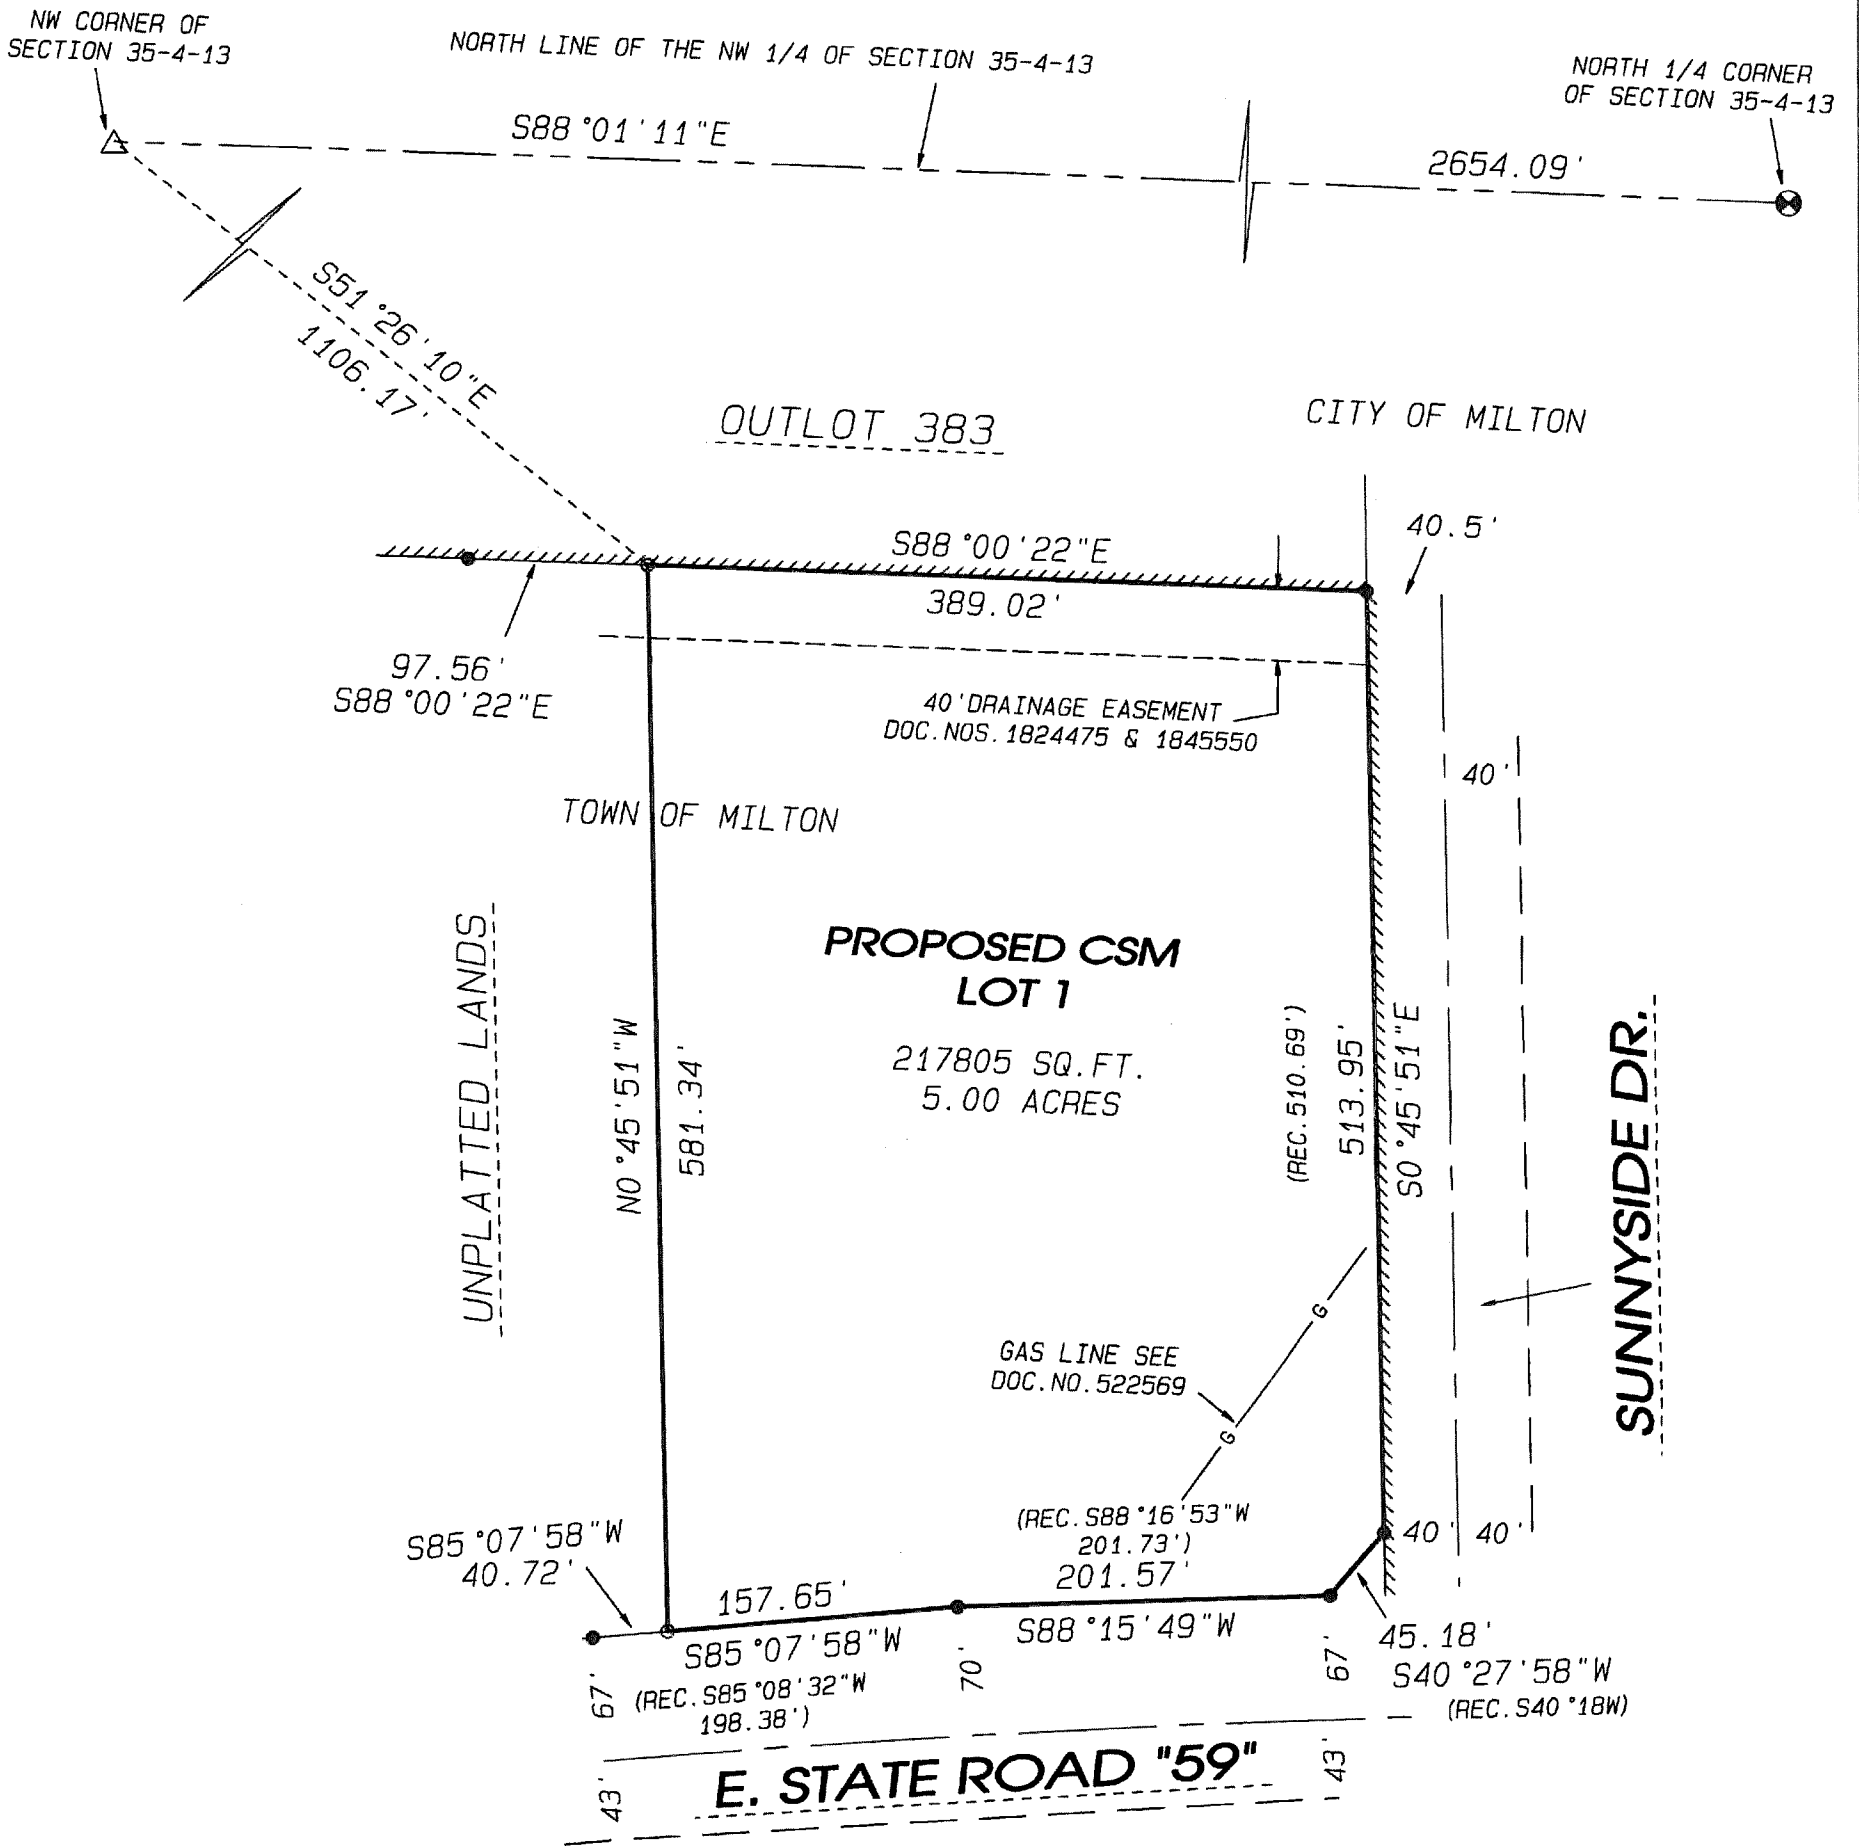 NW CORNER OF
SECTION 35-4-13
NORTH LINE OF THE NW 1/4 OF SECTION 35-4-13
NORTH 1/4 CORNER
OF SECTION 35-4-13
S88°01'11"E
2654.09'
S51°26'10"E
1106.17'
OUTLOT 383
CITY OF MILTON
40.5'
S88°00'22"E
389.02'
97.56'
S88°00'22"E
40'DRAINAGE EASEMENT
DOC.NOS.1824475 & 1845550
40'
TOWN OF MILTON
UNPLATTED LANDS
PROPOSED CSM
LOT 1
217805 SQ.FT.
5.00 ACRES
N0°45'51"W
581.34'
(REC.510.69')
513.95'
S0°45'51"E
SUNNYSIDE DR.
G
GAS LINE SEE
DOC.NO.522569
G
(REC.S88°16'53"W
201.73')
201.57'
S88°15'49"W
40'
40'
S85°07'58"W
40.72'
157.65'
S85°07'58"W
(REC.S85°08'32"W
198.38')
45.18'
S40°27'58"W
(REC.S40°18W)
67'
70'
67'
43'
E. STATE ROAD "59"
43'